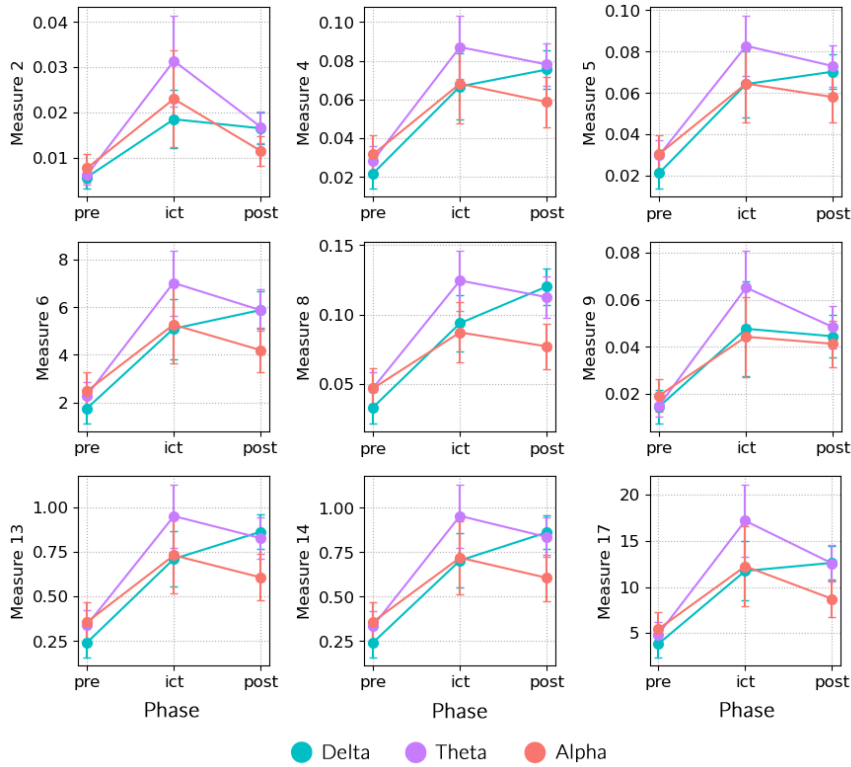 Measure 2
0.04
0.03
0.02
0.01
pre ict post
Measure 4
0.10
0.08
0.06
0.04
0.02
pre ict post
Measure 5
0.10
0.08
0.06
0.04
0.02
pre ict post
Measure 6
8
6
4
2
pre ict post
Measure 8
0.15
0.10
0.05
pre ict post
Measure 9
0.08
0.06
0.04
0.02
pre ict post
Measure 13
1.00
0.75
0.50
0.25
pre ict post
Phase
Measure 14
1.00
0.75
0.50
0.25
pre ict post
Phase
Measure 17
20
15
10
5
pre ict post
Phase
Delta Theta Alpha